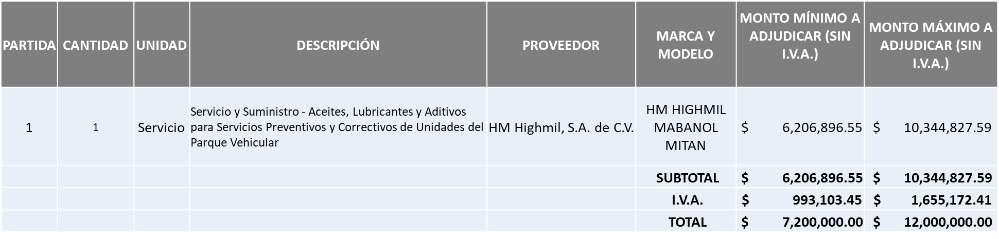 PARTIDA CANTIDAD UNIDAD DESCRIPCIÓN PROVEEDOR MARCA Y MODELO MONTO MÍNIMO A ADJUDICAR (SIN I.V.A.) MONTO MÁXIMO A ADJUDICAR (SIN I.V.A.)
1 1 Servicio Servicio y Suministro - Aceites, Lubricantes y Aditivos para Servicios Preventivos y Correctivos de Unidades del Parque Vehicular HM Highmil, S.A. de C.V. HM HIGHMIL MABANOL MITAN $ 6,206,896.55 $ 10,344,827.59
SUBTOTAL $ 6,206,896.55 $ 10,344,827.59
I.V.A. $ 993,103.45 $ 1,655,172.41
TOTAL $ 7,200,000.00 $ 12,000,000.00